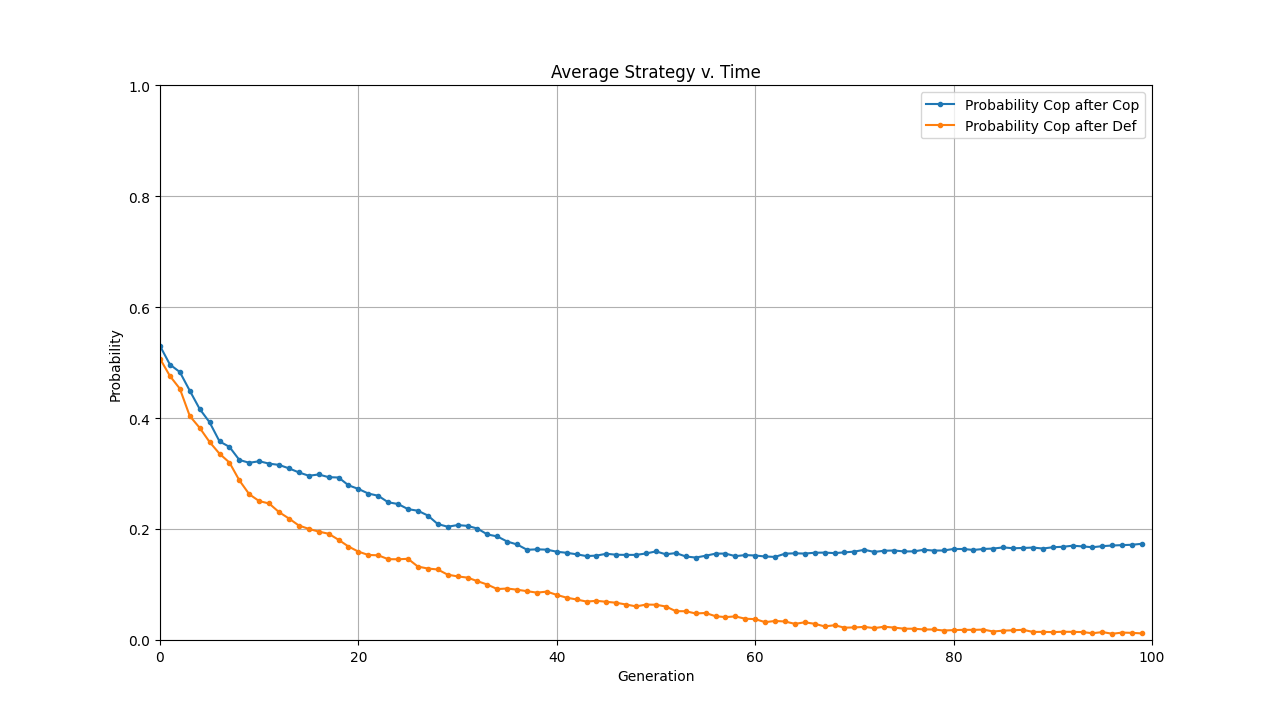 Average Strategy v. Time
1.0
0.8
0.6
0.4
0.2
0.0
Probability
Probability Cop after Cop
Probability Cop after Def
0 20 40 60 80 100
Generation